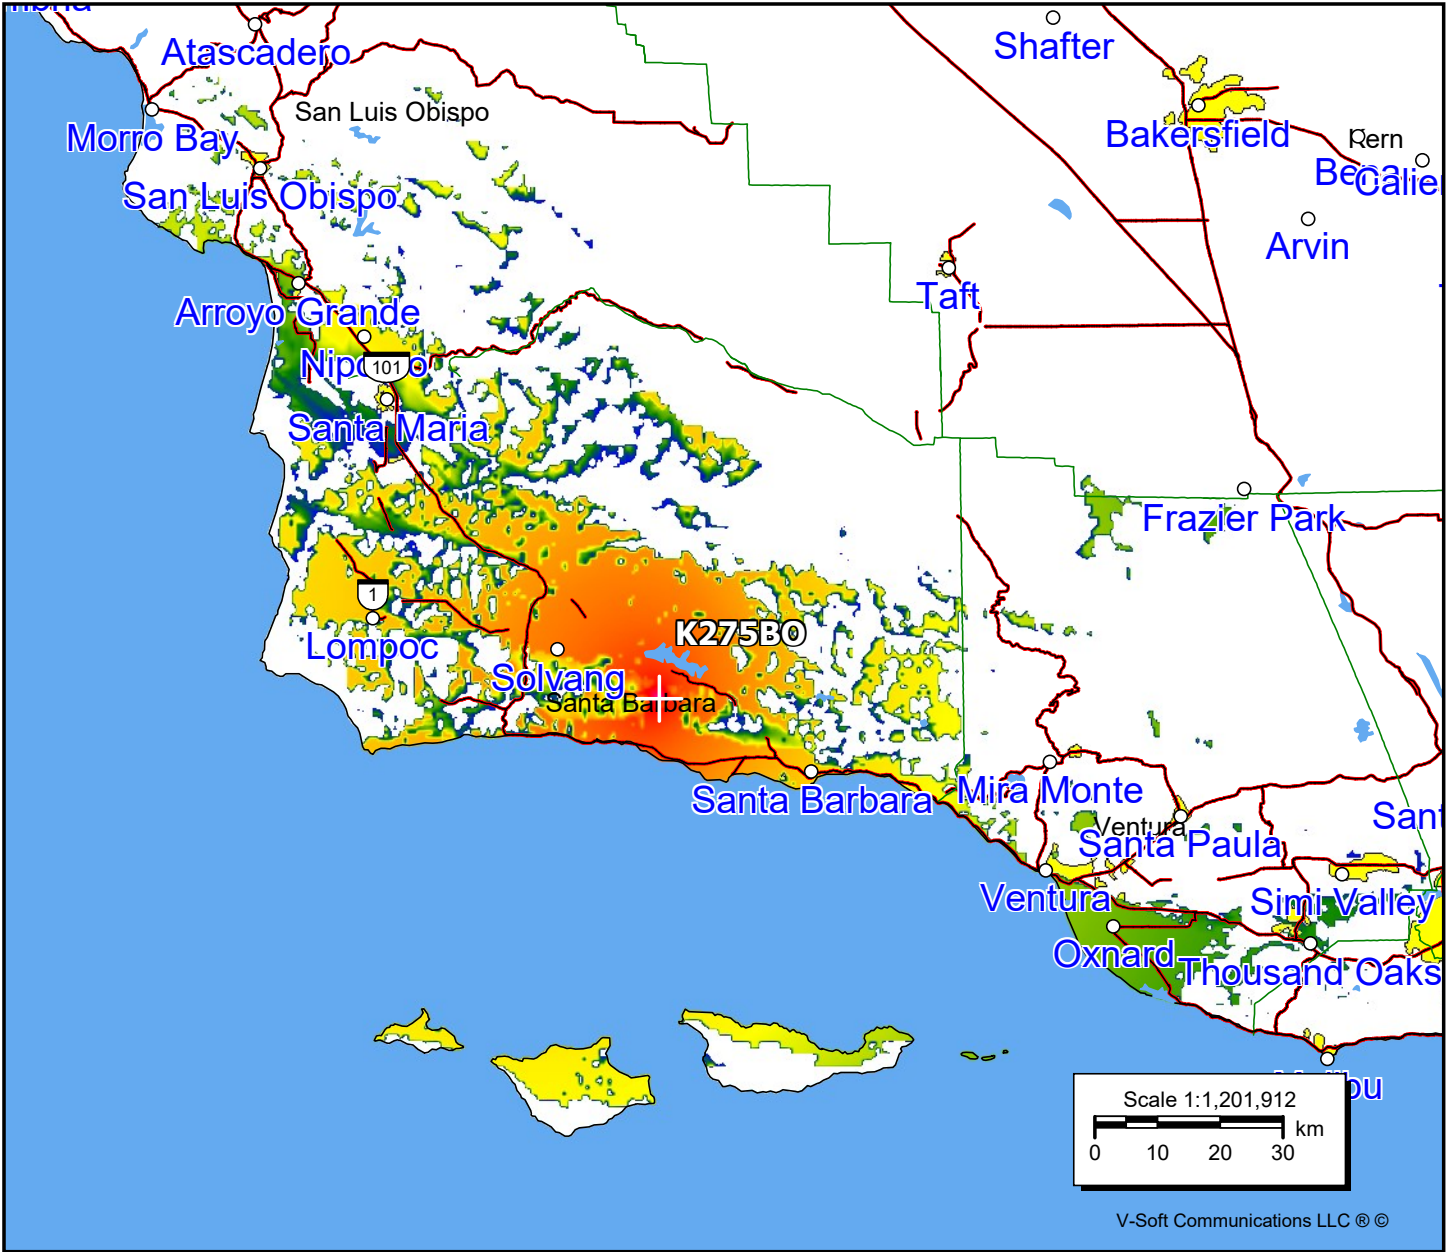 Atascadero
Shafter
San Luis Obispo
Morro Bay
Bakersfield
Kern
San Luis Obispo
Arvin
Arroyo Grande
Taft
101
Santa Maria
Frazier Park
1
K275BO
Lompoc
Solvang
Santa Barbara
Santa Barbara
Mira Monte
Ventura
Santa Paula
Ventura
Simi Valley
Oxnard
Thousand Oaks
Scale 1:1,201,912
km
0 10 20 30
V-Soft Communications LLC ® ©